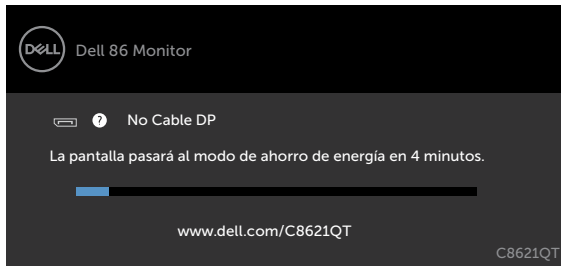 DELL Dell 86 Monitor
? No Cable DP
La pantalla pasará al modo de ahorro de energía en 4 minutos.
www.dell.com/C8621QT
C8621QT